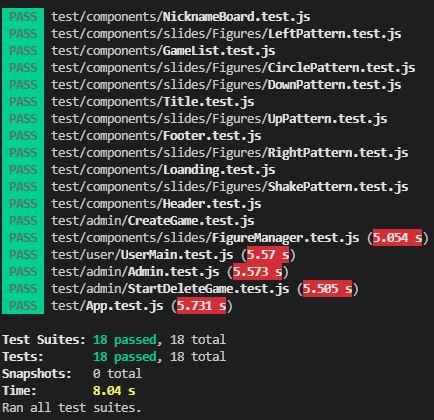 PASS test/components/NicknameBoard.test.js
PASS test/components/slides/Figures/LeftPattern.test.js
PASS test/components/GameList.test.js
PASS test/components/slides/Figures/CirclePattern.test.js
PASS test/components/slides/Figures/DownPattern.test.js
PASS test/components/Title.test.js
PASS test/components/slides/Figures/UpPattern.test.js
PASS test/components/Footer.test.js
PASS test/components/slides/Figures/RightPattern.test.js
PASS test/components/Loanding.test.js
PASS test/components/slides/Figures/ShakePattern.test.js
PASS test/components/Header.test.js
PASS test/admin/CreateGame.test.js
PASS test/components/slides/FigureManager.test.js (5.054 s)
PASS test/user/UserMain.test.js (5.57 s)
PASS test/admin/Admin.test.js (5.573 s)
PASS test/admin/StartDeleteGame.test.js (5.505 s)
PASS test/App.test.js (5.731 s)
Test Suites: 18 passed, 18 total
Tests: 18 passed, 18 total
Snapshots: 0 total
Time: 8.04 s
Ran all test suites.